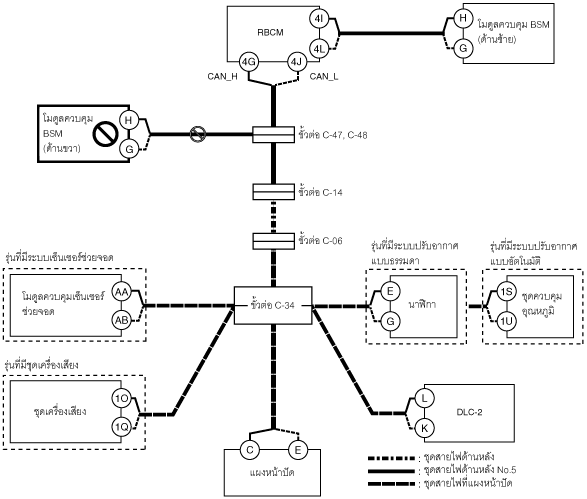 RBCM
4I
4L
4G
4J
CAN_H
CAN_L
H
G
โมดูลควบคุม BSM
(ด้านซ้าย)
โมดูลควบคุม
BSM
(ด้านขวา)
H
G
ขั้วต่อ C-47, C-48
ขั้วต่อ C-14
ขั้วต่อ C-06
รุ่นที่มีระบบเซ็นเซอร์ช่วยจอด
โมดูลควบคุมเซ็นเซอร์
ช่วยจอด
AA
AB
ขั้วต่อ C-34
รุ่นที่มีระบบปรับอากาศ
แบบธรรมดา
E
G
นาฬิกา
รุ่นที่มีระบบปรับอากาศ
แบบอัตโนมัติ
1S
1U
ชุดควบคุม
อุณหภูมิ
รุ่นที่มีชุดเครื่องเสียง
ชุดเครื่องเสียง
1O
1Q
L
K
DLC-2
C
E
แผงหน้าปัด
: ชุดสายไฟด้านหลัง
: ชุดสายไฟด้านหลัง No.5
: ชุดสายไฟที่แผงหน้าปัด